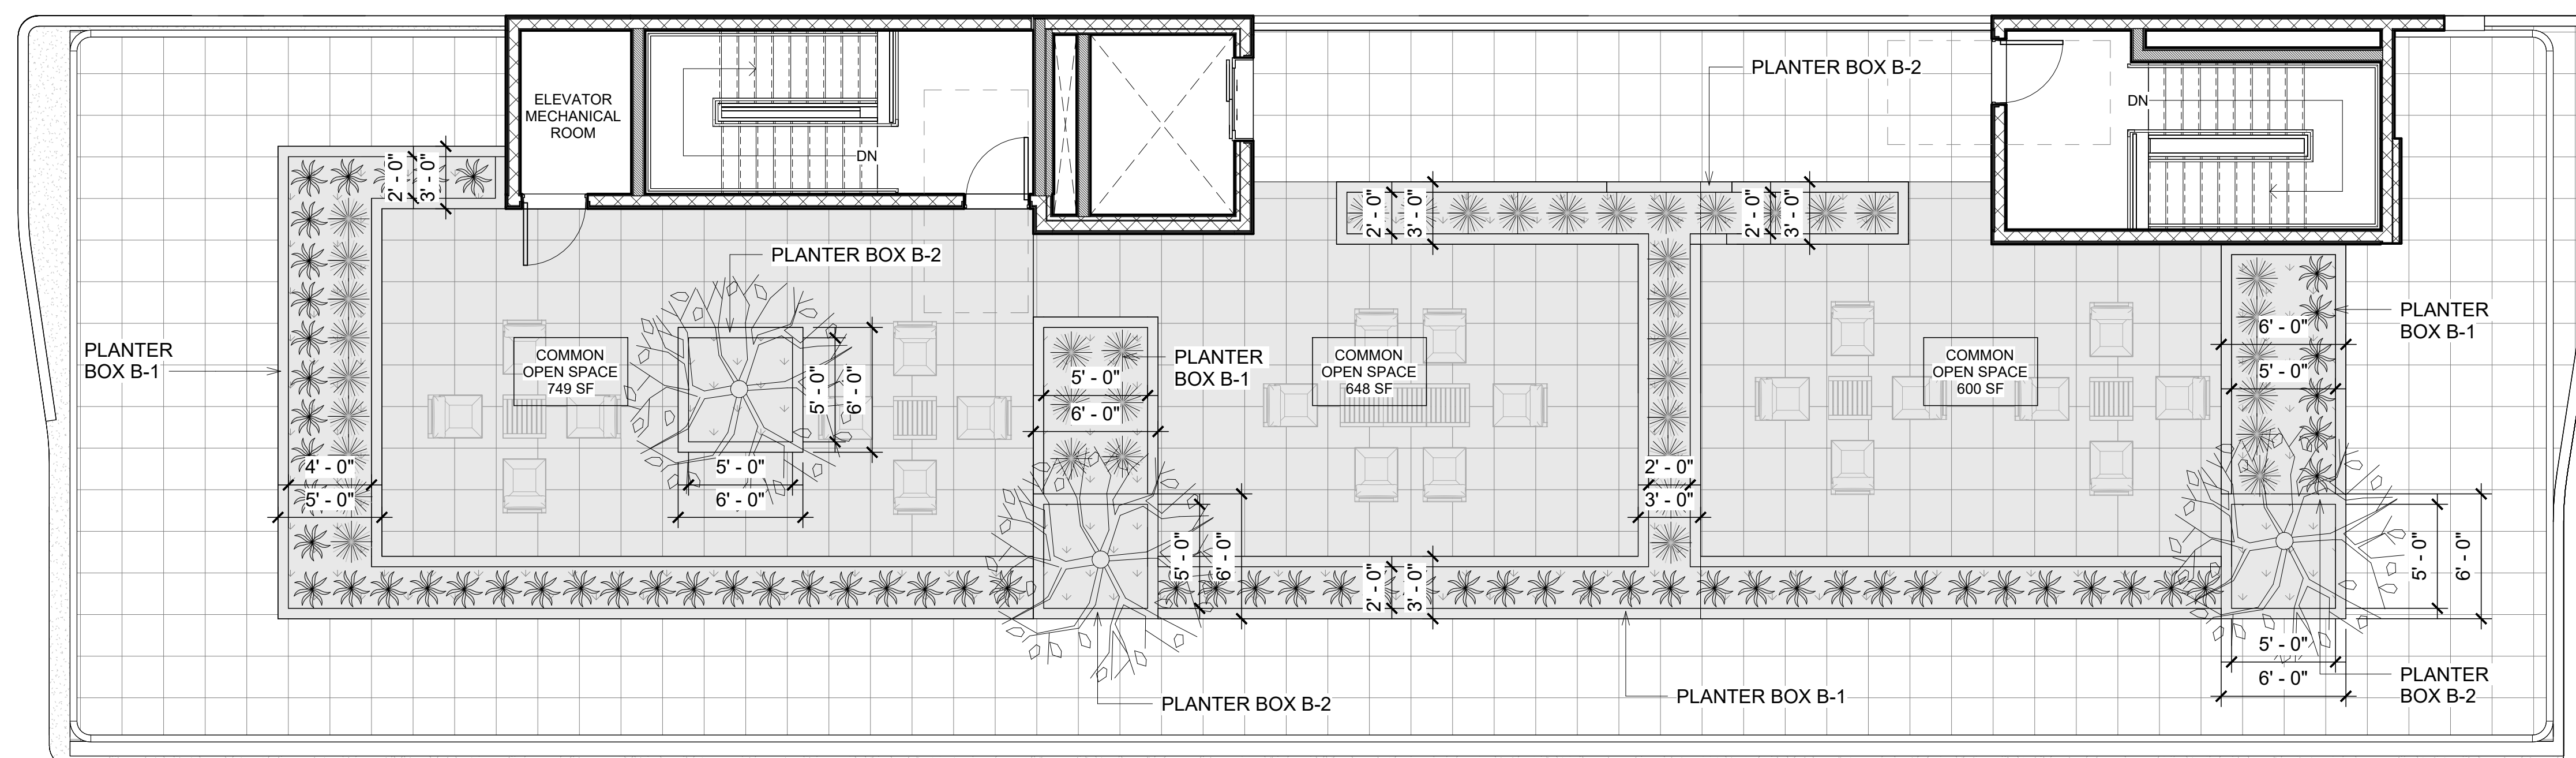 PLANTER BOX B-2
ELEVATOR
MECHANICAL
ROOM
DN
DN
2' - 0"
3' - 0"
2' - 0"
3' - 0"
2' - 0"
3' - 0"
PLANTER BOX B-2
PLANTER
BOX B-1
COMMON
OPEN SPACE
749 SF
5' - 0"
6' - 0"
5' - 0"
6' - 0"
4' - 0"
5' - 0"
PLANTER
BOX B-1
5' - 0"
6' - 0"
COMMON
OPEN SPACE
648 SF
COMMON
OPEN SPACE
600 SF
PLANTER
BOX B-1
6' - 0"
5' - 0"
2' - 0"
3' - 0"
5' - 0"
6' - 0"
2' - 0"
3' - 0"
5' - 0"
6' - 0"
5' - 0"
6' - 0"
PLANTER BOX B-2
PLANTER BOX B-1
PLANTER
BOX B-2